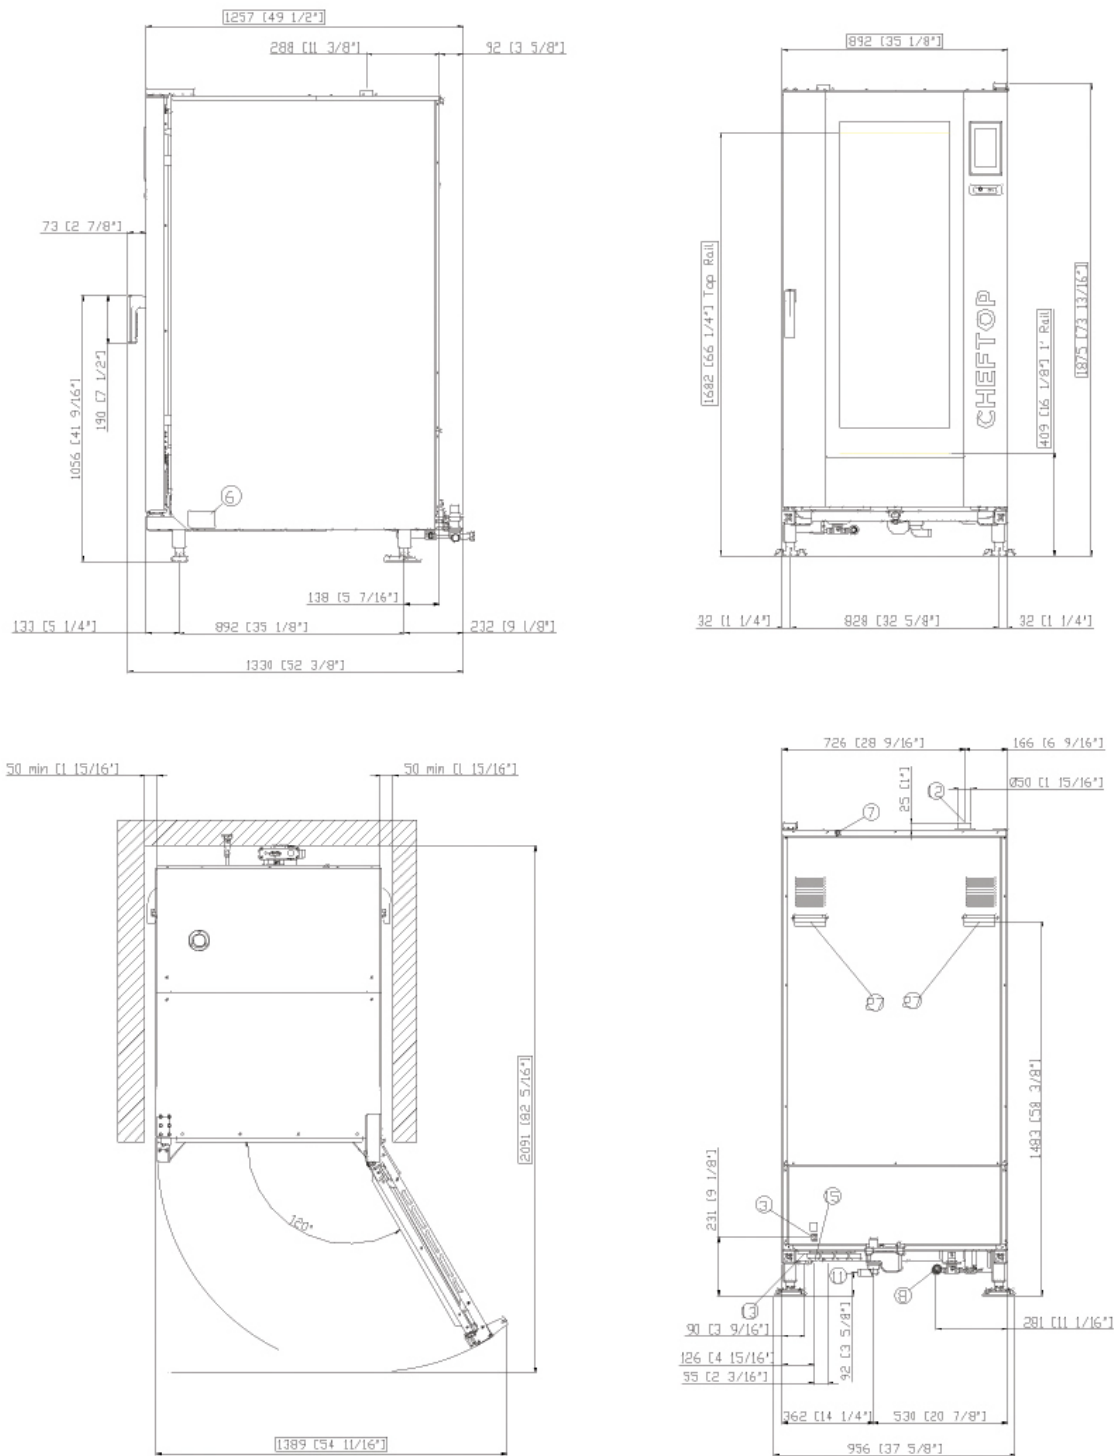 1257 [49 1/2"]
288 [11 3/8"]
92 [3 5/8"]
73 [2 7/8"]
190 [7 1/2"]
1056 [41 9/16"]
6
138 [5 7/16"]
133 [5 1/4"]
892 [35 1/8"]
232 [9 1/8"]
1330 [52 3/8"]
892 [35 1/8"]
1682 [66 1/4"] Top Rail
CHEFTOP
409 [16 1/8"] 1' Rail
1875 [73 13/16"]
32 [1 1/4"]
828 [32 5/8"]
32 [1 1/4"]
50 min [1 15/16"]
50 min [1 15/16"]
120°
2091 [82 5/16"]
1389 [54 11/16"]
726 [28 9/16"]
166 [6 9/16"]
25 [1"]
12
Ø50 [1 15/16"]
7
27
27
1483 [58 3/8"]
231 [9 1/8"]
3
15
11
8
13
90 [3 9/16"]
281 [11 1/16"]
126 [4 15/16"]
92 [3 5/8"]
55 [2 3/16"]
362 [14 1/4"]
530 [20 7/8"]
956 [37 5/8"]